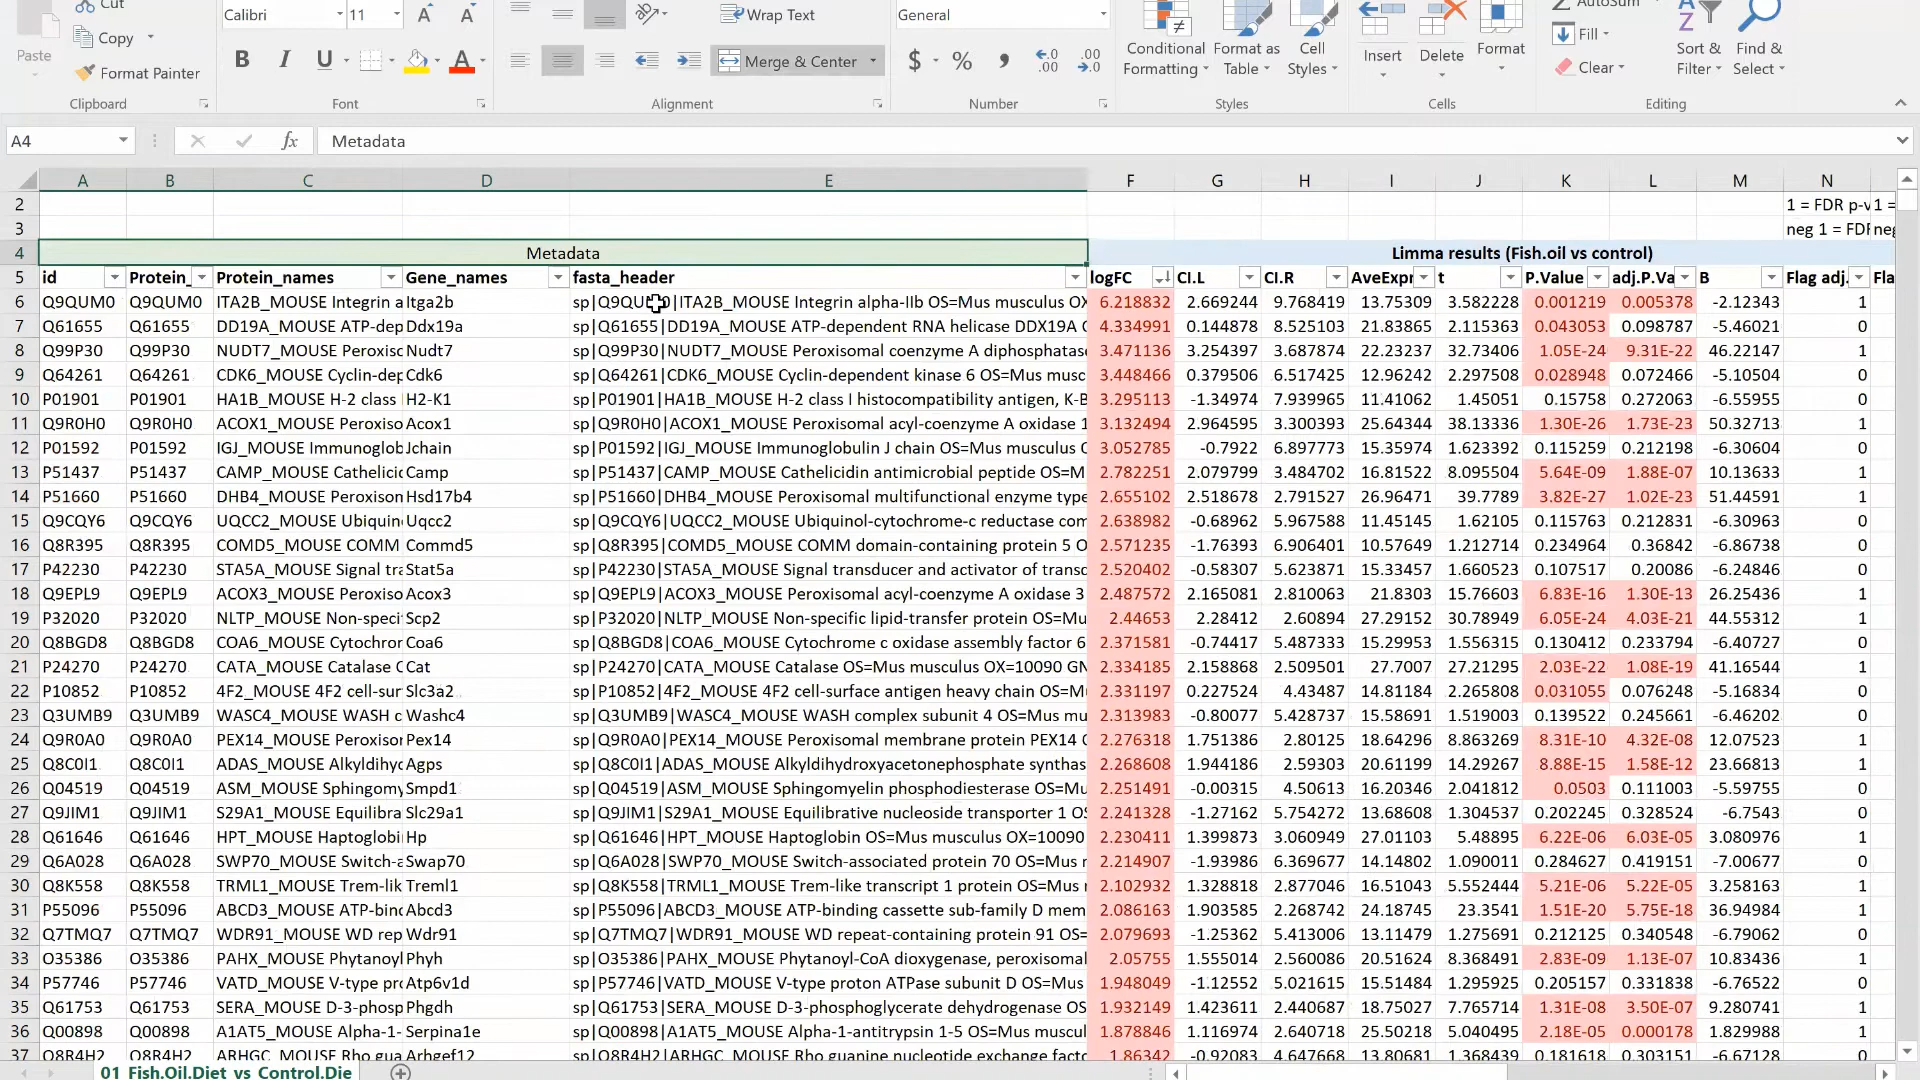 Cut
Calibri 11 A A Wrap Text General AutoSum
Paste Copy Conditional Format as Cell Insert Delete Format Fill Sort & Find &
Format Painter B I U A Merge & Center $ % , .00 .00 Formatting Table Styles Clear Filter Select
Clipboard Font Alignment Number Styles Cells Editing
A4 fx Metadata
A B C D E F G H I J K L M N
2 1 = FDR p-v 1 =
3 neg 1 = FDF neg
4 Metadata Limma results (Fish.oil vs control)
5 id Protein_ Protein_names Gene_names fasta_header logFC CI.L CI.R AveExpr t P.Value adj.P.Va B Flag adj. Fla
6 Q9QUM0 Q9QUM0 ITA2B_MOUSE Integrin a Itga2b sp|Q9QUM0|ITA2B_MOUSE Integrin alpha-IIb OS=Mus musculus OX 6.218832 2.669244 9.768419 13.75309 3.582228 0.001219 0.005378 -2.12343 1
7 Q61655 Q61655 DD19A_MOUSE ATP-dep Ddx19a sp|Q61655|DD19A_MOUSE ATP-dependent RNA helicase DDX19A 4.334991 0.144878 8.525103 21.83865 2.115363 0.043053 0.098787 -5.46021 0
8 Q99P30 Q99P30 NUDT7_MOUSE Peroxisc Nudt7 sp|Q99P30|NUDT7_MOUSE Peroxisomal coenzyme A diphosphatase 3.471136 3.254397 3.687874 22.23237 32.73406 1.05E-24 9.31E-22 46.22147 1
9 Q64261 Q64261 CDK6_MOUSE Cyclin-dep Cdk6 sp|Q64261|CDK6_MOUSE Cyclin-dependent kinase 6 OS=Mus musc 3.448466 0.379506 6.517425 12.96242 2.297508 0.028948 0.072466 -5.10504 0
10 P01901 P01901 HA1B_MOUSE H-2 class H2-K1 sp|P01901|HA1B_MOUSE H-2 class I histocompatibility antigen, K-B 3.295113 -1.34974 7.939965 11.41062 1.45051 0.15758 0.272063 -6.55955 0
11 Q9R0H0 Q9R0H0 ACOX1_MOUSE Peroxiso Acox1 sp|Q9R0H0|ACOX1_MOUSE Peroxisomal acyl-coenzyme A oxidase 1 3.132494 2.964595 3.300393 25.64344 38.13336 1.30E-26 1.73E-23 50.32713 1
12 P01592 P01592 IGJ_MOUSE Immunoglob Jchain sp|P01592|IGJ_MOUSE Immunoglobulin J chain OS=Mus musculus 3.052785 -0.7922 6.897773 15.35974 1.623392 0.115259 0.212198 -6.30604 0
13 P51437 P51437 CAMP_MOUSE Cathelicic Camp sp|P51437|CAMP_MOUSE Cathelicidin antimicrobial peptide OS=M 2.782251 2.079799 3.484702 16.81522 8.095504 5.64E-09 1.88E-07 10.13633 1
14 P51660 P51660 DHB4_MOUSE Peroxison Hsd17b4 sp|P51660|DHB4_MOUSE Peroxisomal multifunctional enzyme type 2.655102 2.518678 2.791527 26.96471 39.7789 3.82E-27 1.02E-23 51.44591 1
15 Q9CQY6 Q9CQY6 UQCC2_MOUSE Ubiquin Uqcc2 sp|Q9CQY6|UQCC2_MOUSE Ubiquinol-cytochrome-c reductase com 2.638982 -0.68962 5.967588 11.45145 1.62105 0.115763 0.212831 -6.30963 0
16 Q8R395 Q8R395 COMD5_MOUSE COMM Commd5 sp|Q8R395|COMD5_MOUSE COMM domain-containing protein 5 O 2.571235 -1.76393 6.906401 10.57649 1.212714 0.234964 0.36842 -6.86738 0
17 P42230 P42230 STA5A_MOUSE Signal tra Stat5a sp|P42230|STA5A_MOUSE Signal transducer and activator of transc 2.520402 -0.58307 5.623871 15.33457 1.660523 0.107517 0.20086 -6.24846 0
18 Q9EPL9 Q9EPL9 ACOX3_MOUSE Peroxiso Acox3 sp|Q9EPL9|ACOX3_MOUSE Peroxisomal acyl-coenzyme A oxidase 3 2.487572 2.165081 2.810063 21.8303 15.76603 6.83E-16 1.30E-13 26.25436 1
19 P32020 P32020 NLTP_MOUSE Non-speci Scp2 sp|P32020|NLTP_MOUSE Non-specific lipid-transfer protein OS=Mu 2.44653 2.28412 2.60894 27.29152 30.78949 6.05E-24 4.03E-21 44.55312 1
20 Q8BGD8 Q8BGD8 COA6_MOUSE Cytochror Coa6 sp|Q8BGD8|COA6_MOUSE Cytochrome c oxidase assembly factor 6 2.371581 -0.74417 5.487333 15.29953 1.556315 0.130412 0.233794 -6.40727 0
21 P24270 P24270 CATA_MOUSE Catalase C Cat sp|P24270|CATA_MOUSE Catalase OS=Mus musculus OX=10090 GN 2.334185 2.158868 2.509501 27.7007 27.21295 2.03E-22 1.08E-19 41.16544 1
22 P10852 P10852 4F2_MOUSE 4F2 cell-sur Slc3a2 sp|P10852|4F2_MOUSE 4F2 cell-surface antigen heavy chain OS=Mu 2.331197 0.227524 4.43487 14.81184 2.265808 0.031055 0.076248 -5.16834 0
23 Q3UMB9 Q3UMB9 WASC4_MOUSE WASH c Washc4 sp|Q3UMB9|WASC4_MOUSE WASH complex subunit 4 OS=Mus mu 2.313983 -0.80077 5.428737 15.58691 1.519003 0.139522 0.245661 -6.46202 0
24 Q9R0A0 Q9R0A0 PEX14_MOUSE Peroxisor Pex14 sp|Q9R0A0|PEX14_MOUSE Peroxisomal membrane protein PEX14 2.276318 1.751386 2.80125 18.64296 8.863269 8.31E-10 4.32E-08 12.07523 1
25 Q8C0I1 Q8C0I1 ADAS_MOUSE Alkyldihyc Agps sp|Q8C0I1|ADAS_MOUSE Alkyldihydroxyacetonephosphate synthas 2.268608 1.944186 2.59303 20.61199 14.29267 8.88E-15 1.58E-12 23.66813 1
26 Q04519 Q04519 ASM_MOUSE Sphingomy Smpd1 sp|Q04519|ASM_MOUSE Sphingomyelin phosphodiesterase OS=Mu 2.251491 -0.00315 4.50613 16.20346 2.041812 0.0503 0.111003 -5.59755 0
27 Q9JIM1 Q9JIM1 S29A1_MOUSE Equilibra Slc29a1 sp|Q9JIM1|S29A1_MOUSE Equilibrative nucleoside transporter 1 OS 2.241328 -1.27162 5.754272 13.68608 1.304537 0.202245 0.328524 -6.7543 0
28 Q61646 Q61646 HPT_MOUSE Haptoglobi Hp sp|Q61646|HPT_MOUSE Haptoglobin OS=Mus musculus OX=10090 2.230411 1.399873 3.060949 27.01103 5.48895 6.22E-06 6.03E-05 3.080976 1
29 Q6A028 Q6A028 SWP70_MOUSE Switch-a Swap70 sp|Q6A028|SWP70_MOUSE Switch-associated protein 70 OS=Mus 2.214907 -1.93986 6.369677 14.14802 1.090011 0.284627 0.419151 -7.00677 0
30 Q8K558 Q8K558 TRML1_MOUSE Trem-lik Treml1 sp|Q8K558|TRML1_MOUSE Trem-like transcript 1 protein OS=Mus 2.102932 1.328818 2.877046 16.51043 5.552444 5.21E-06 5.22E-05 3.258163 1
31 P55096 P55096 ABCD3_MOUSE ATP-binc Abcd3 sp|P55096|ABCD3_MOUSE ATP-binding cassette sub-family D mem 2.086163 1.903585 2.268742 24.18745 23.3541 1.51E-20 5.75E-18 36.94984 1
32 Q7TMQ7 Q7TMQ7 WDR91_MOUSE WD rep Wdr91 sp|Q7TMQ7|WDR91_MOUSE WD repeat-containing protein 91 OS= 2.079693 -1.25362 5.413006 13.11479 1.275691 0.212125 0.340548 -6.79062 0
33 O35386 O35386 PAHX_MOUSE Phytanoyl Phyh sp|O35386|PAHX_MOUSE Phytanoyl-CoA dioxygenase, peroxisomal 2.05755 1.555014 2.560086 20.51624 8.368491 2.83E-09 1.13E-07 10.83436 1
34 P57746 P57746 VATD_MOUSE V-type pro Atp6v1d sp|P57746|VATD_MOUSE V-type proton ATPase subunit D OS=Mus 1.948049 -1.12552 5.021615 15.51484 1.295925 0.205157 0.331838 -6.76522 0
35 Q61753 Q61753 SERA_MOUSE D-3-phosp Phgdh sp|Q61753|SERA_MOUSE D-3-phosphoglycerate dehydrogenase OS 1.932149 1.423611 2.440687 18.75027 7.765714 1.31E-08 3.50E-07 9.280741 1
36 Q00898 Q00898 A1AT5_MOUSE Alpha-1- Serpina1e sp|Q00898|A1AT5_MOUSE Alpha-1-antitrypsin 1-5 OS=Mus muscul 1.878846 1.116974 2.640718 25.50218 5.040495 2.18E-05 0.000178 1.829988 1
37 Q8R4H2 Q8R4H2 ARHGC_MOUSE Rho gua Arhgef12 sp|Q8R4H2|ARHGC_MOUSE Rho guanine nucleotide exchange facto 1.86342 -0.92083 4.647668 13.80681 1.368439 0.181618 0.303151 -6.67128 0
01_Fish.Oil.Diet_vs_Control.Die